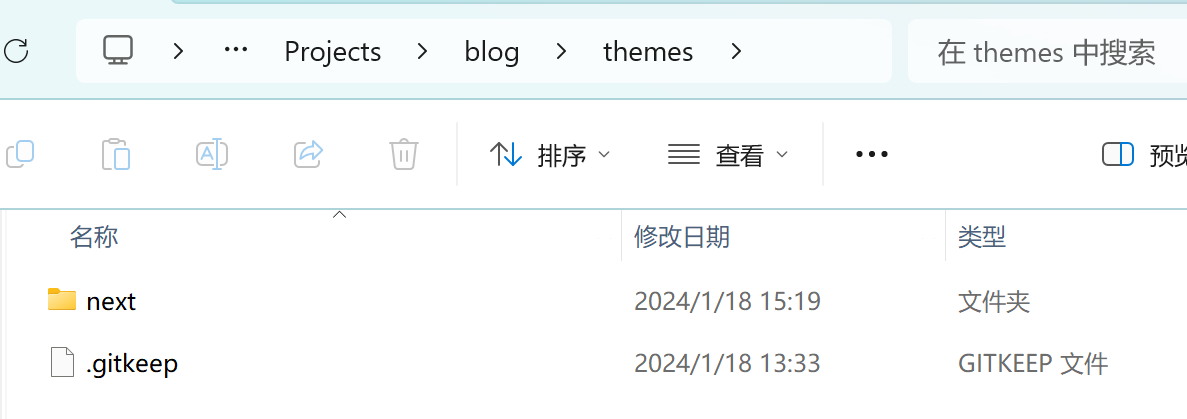 Projects > blog > themes >
在 themes 中搜索
排序 查看 ••• 预览
名称 修改日期 类型
next 2024/1/18 15:19 文件夹
.gitkeep 2024/1/18 13:33 GITKEEP 文件